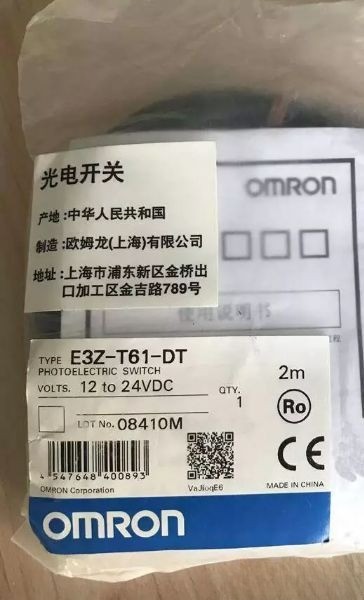 光电开关
产地:中华人民共和国
制造:欧姆龙(上海)有限公司
地址:上海市浦东新区金桥出
口加工区金吉路789号
OMRON
使用说明书
TYPE E3Z-T61-DT
PHOTOELECTRIC SWITCH
VOLTS. 12 to 24VDC
2m
QTY.
1
LOT No. 08410M
Ro
4 547648 400893
VaJioqE6
CE
OMRON Corporation
MADE IN CHINA
OMRON